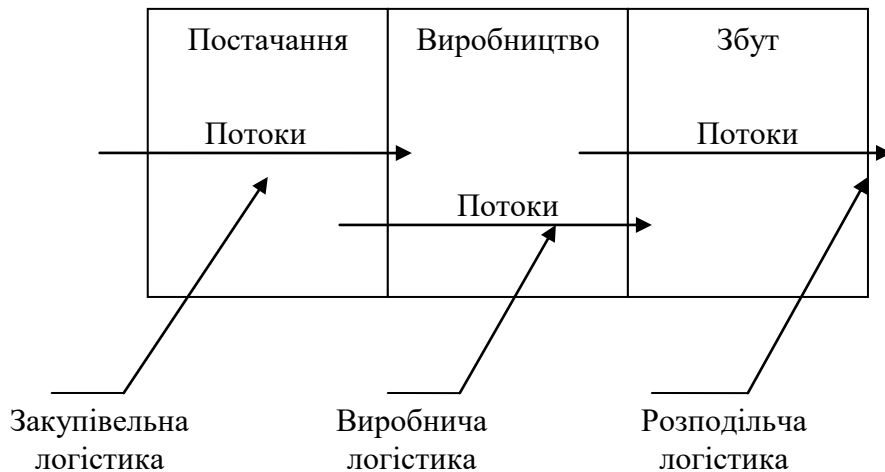 Постачання
Виробництво
Збут
Потоки
Потоки
Потоки
Закупівельна
логістика
Виробнича
логістика
Розподільча
логістика